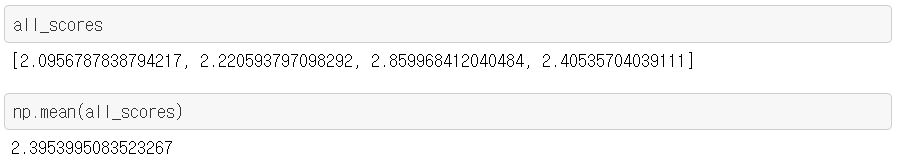 all_scores
[2.0956787838794217, 2.220593797098292, 2.859968412040484, 2.40535704039111]
np.mean(all_scores)
2.3953995083523267